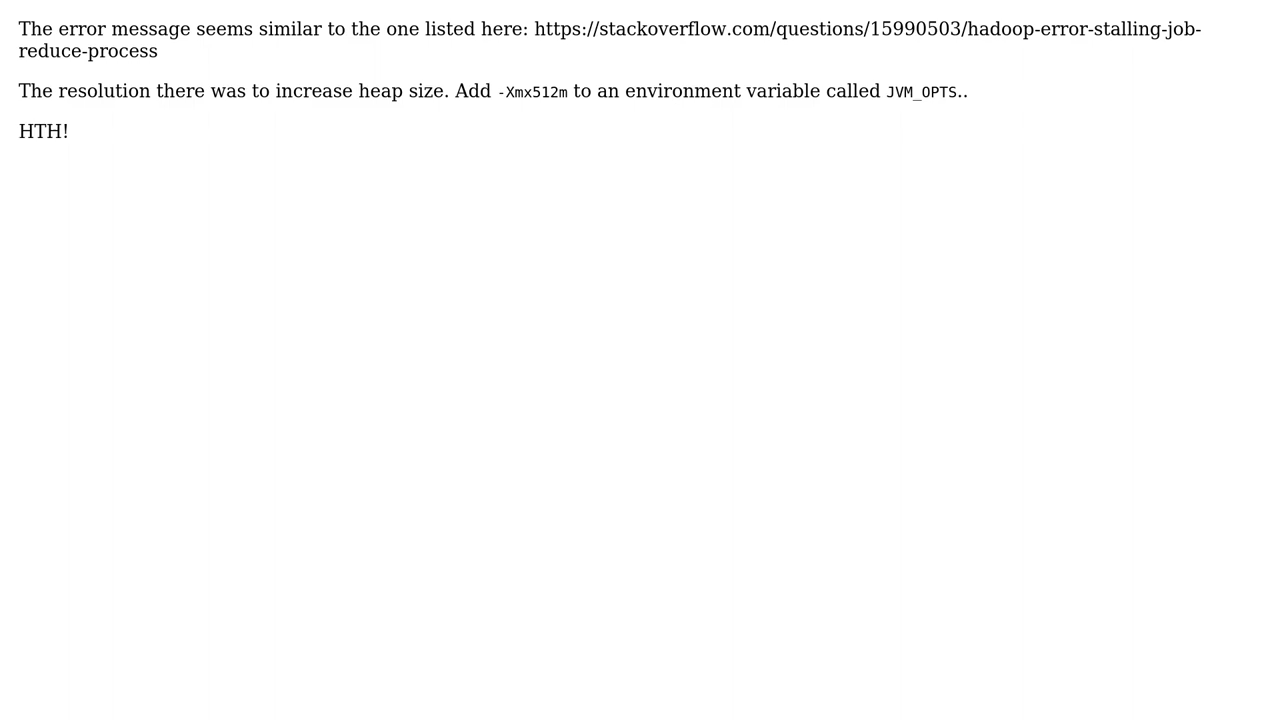 The error message seems similar to the one listed here: https://stackoverflow.com/questions/15990503/hadoop-error-stalling-job-
reduce-process
The resolution there was to increase heap size. Add -Xmx512m to an environment variable called JVM_OPTS..
HTH!